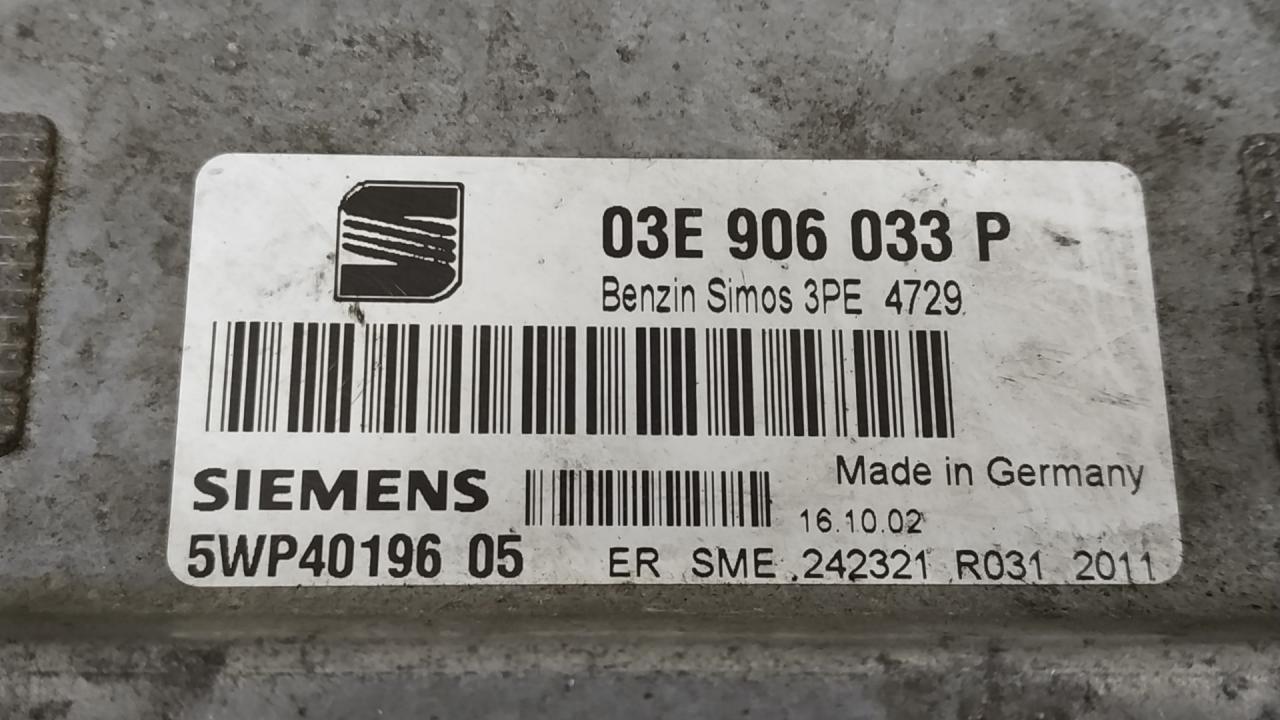 03E 906 033 P
Benzin Simos 3PE 4729
Made in Germany
SIEMENS
16.10.02
5WP40196 05
ER SME 242321 R031 2011